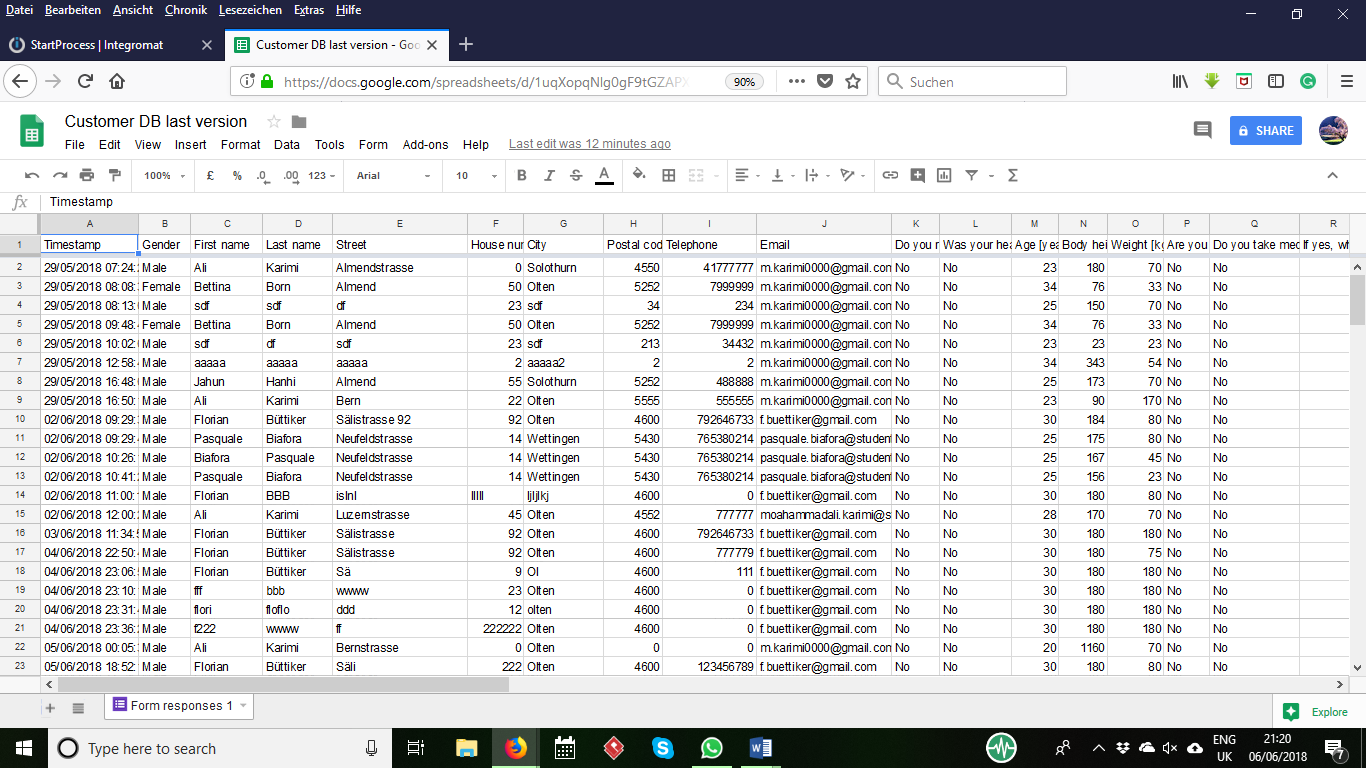 Datei Bearbeiten Ansicht Chronik Lesezeichen Extras Hilfe
StartProcess | Integromat Customer DB last version - Goo
https://docs.google.com/spreadsheets/d/1uqXopqNlg0gF9tGZAPX 90% Suchen
Customer DB last version
File Edit View Insert Format Data Tools Form Add-ons Help Last edit was 12 minutes ago SHARE
100% £ % .0 .00 123 Arial 10 B I S A Σ
fx Timestamp
A B C D E F G H I J K L M N O P Q R
1 Timestamp Gender First name Last name Street House nur City Postal cod Telephone Email Do you r Was your hea Age [yea Body hei Weight [kg Are you Do you take med If yes, wh
2 29/05/2018 07:24: Male Ali Karimi Almendstrasse 0 Solothurn 4550 41777777 m.karimi0000@gmail.com No No 23 180 70 No No
3 29/05/2018 08:08: Female Bettina Born Almend 50 Olten 5252 7999999 m.karimi0000@gmail.com No No 34 76 33 No No
4 29/05/2018 08:13: Male sdf sdf df 23 sdf 34 234 m.karimi0000@gmail.com No No 25 150 70 No No
5 29/05/2018 09:48: Female Bettina Born Almend 50 Olten 5252 7999999 m.karimi0000@gmail.com No No 34 76 33 No No
6 29/05/2018 10:02: Male sdf df sdf 23 sdf 213 34432 m.karimi0000@gmail.com No No 23 23 23 No No
7 29/05/2018 12:58: Male aaaaa aaaaa aaaaa 2 aaaaa2 2 2 m.karimi0000@gmail.com No No 34 343 54 No No
8 29/05/2018 16:48: Male Jahun Hanhi Almend 55 Solothurn 5252 488888 m.karimi0000@gmail.com No No 25 173 70 No No
9 29/05/2018 16:50: Male Ali Karimi Bern 22 Olten 5555 555555 m.karimi0000@gmail.com No No 23 90 170 No No
10 02/06/2018 09:29: Male Florian Büttiker Sälistrasse 92 92 Olten 4600 792646733 f.buettiker@gmail.com No No 30 184 80 No No
11 02/06/2018 09:29: Male Pasquale Biafora Neufeldstrasse 14 Wettingen 5430 765380214 pasquale.biafora@student No No 25 175 80 No No
12 02/06/2018 10:26: Male Biafora Pasquale Neufeldstrasse 14 Wettingen 5430 765380214 pasquale.biafora@student No No 25 167 45 No No
13 02/06/2018 10:41: Male Pasquale Biafora Neufeldstrasse 14 Wettingen 5430 765380214 pasquale.biafora@student No No 25 156 23 No No
14 02/06/2018 11:00: Male Florian BBB 4600 0 f.buettiker@gmail.com No No 30 180 80 No No
15 02/06/2018 12:00: Male Ali Karimi Luzernstrasse 45 Olten 4552 777777 moahammadali.karimi@s No No 28 170 70 No No
16 03/06/2018 11:34: Male Florian Büttiker Sälistrasse 92 Olten 4600 792646733 f.buettiker@gmail.com No No 30 180 180 No No
17 04/06/2018 22:50: Male Florian Büttiker Sälistrasse 92 Olten 4600 777779 f.buettiker@gmail.com No No 30 180 75 No No
18 04/06/2018 23:06: Male Florian Büttiker Sä 9 Ol 4600 111 f.buettiker@gmail.com No No 30 180 180 No No
19 04/06/2018 23:10: Male fff bbb wwww 23 Olten 4600 0 f.buettiker@gmail.com No No 30 180 180 No No
20 04/06/2018 23:31: Male flori floflo ddd 12 olten 4600 0 f.buettiker@gmail.com No No 30 180 180 No No
21 04/06/2018 23:36: Male f222 wwww ff 222222 Olten 4600 0 f.buettiker@gmail.com No No 30 180 180 No No
22 05/06/2018 00:05: Male Ali Karimi Bernstrasse 0 Olten 0 0 m.karimi0000@gmail.com No No 20 1160 70 No No
23 05/06/2018 18:52: Male Florian Büttiker Säli 222 Olten 4600 123456789 f.buettiker@gmail.com No No 30 180 80 No No
Form responses 1 Explore
Type here to search ENG 21:20
UK 06/06/2018 7